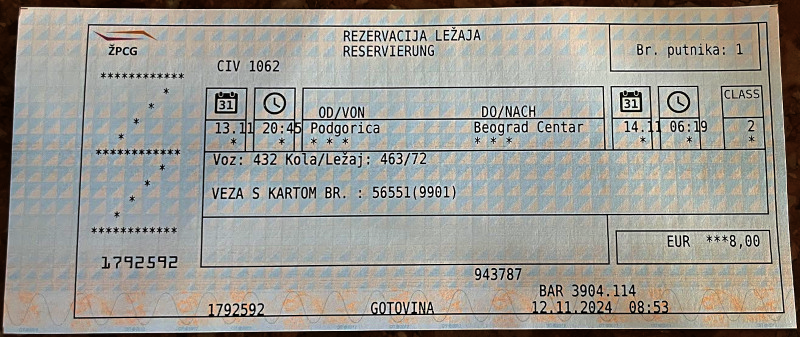 REZERVACIJA LEŽAJA
RESERVIERUNG
ŽPCG
Br. putnika: 1
CIV 1062
************
*
*
*
*
************
*
*
*
*
************
31
31
CLASS
OD/VON
DO/NACH
13.11 20:45 Podgorica Beograd Centar 14.11 06:19 2
* * * * * * * * * * *
Voz: 432 Kola/Ležaj: 463/72
VEZA S KARTOM BR. : 56551(9901)
EUR ***8,00
1792592
943787
BAR 3904.114
1792592 GOTOVINA 12.11.2024 08:53